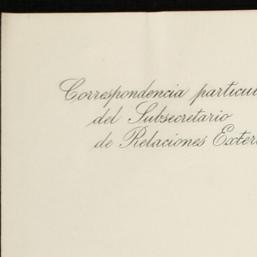 Correspondencia particu
del Subsecretario
de Relaciones Exter